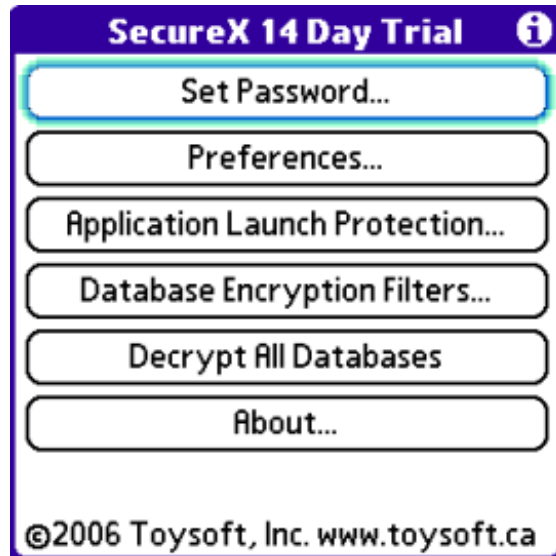 SecureX 14 Day Trial
Set Password...
Preferences...
Application Launch Protection...
Database Encryption Filters...
Decrypt All Databases
About...
©2006 Toysoft, Inc. www.toysoft.ca